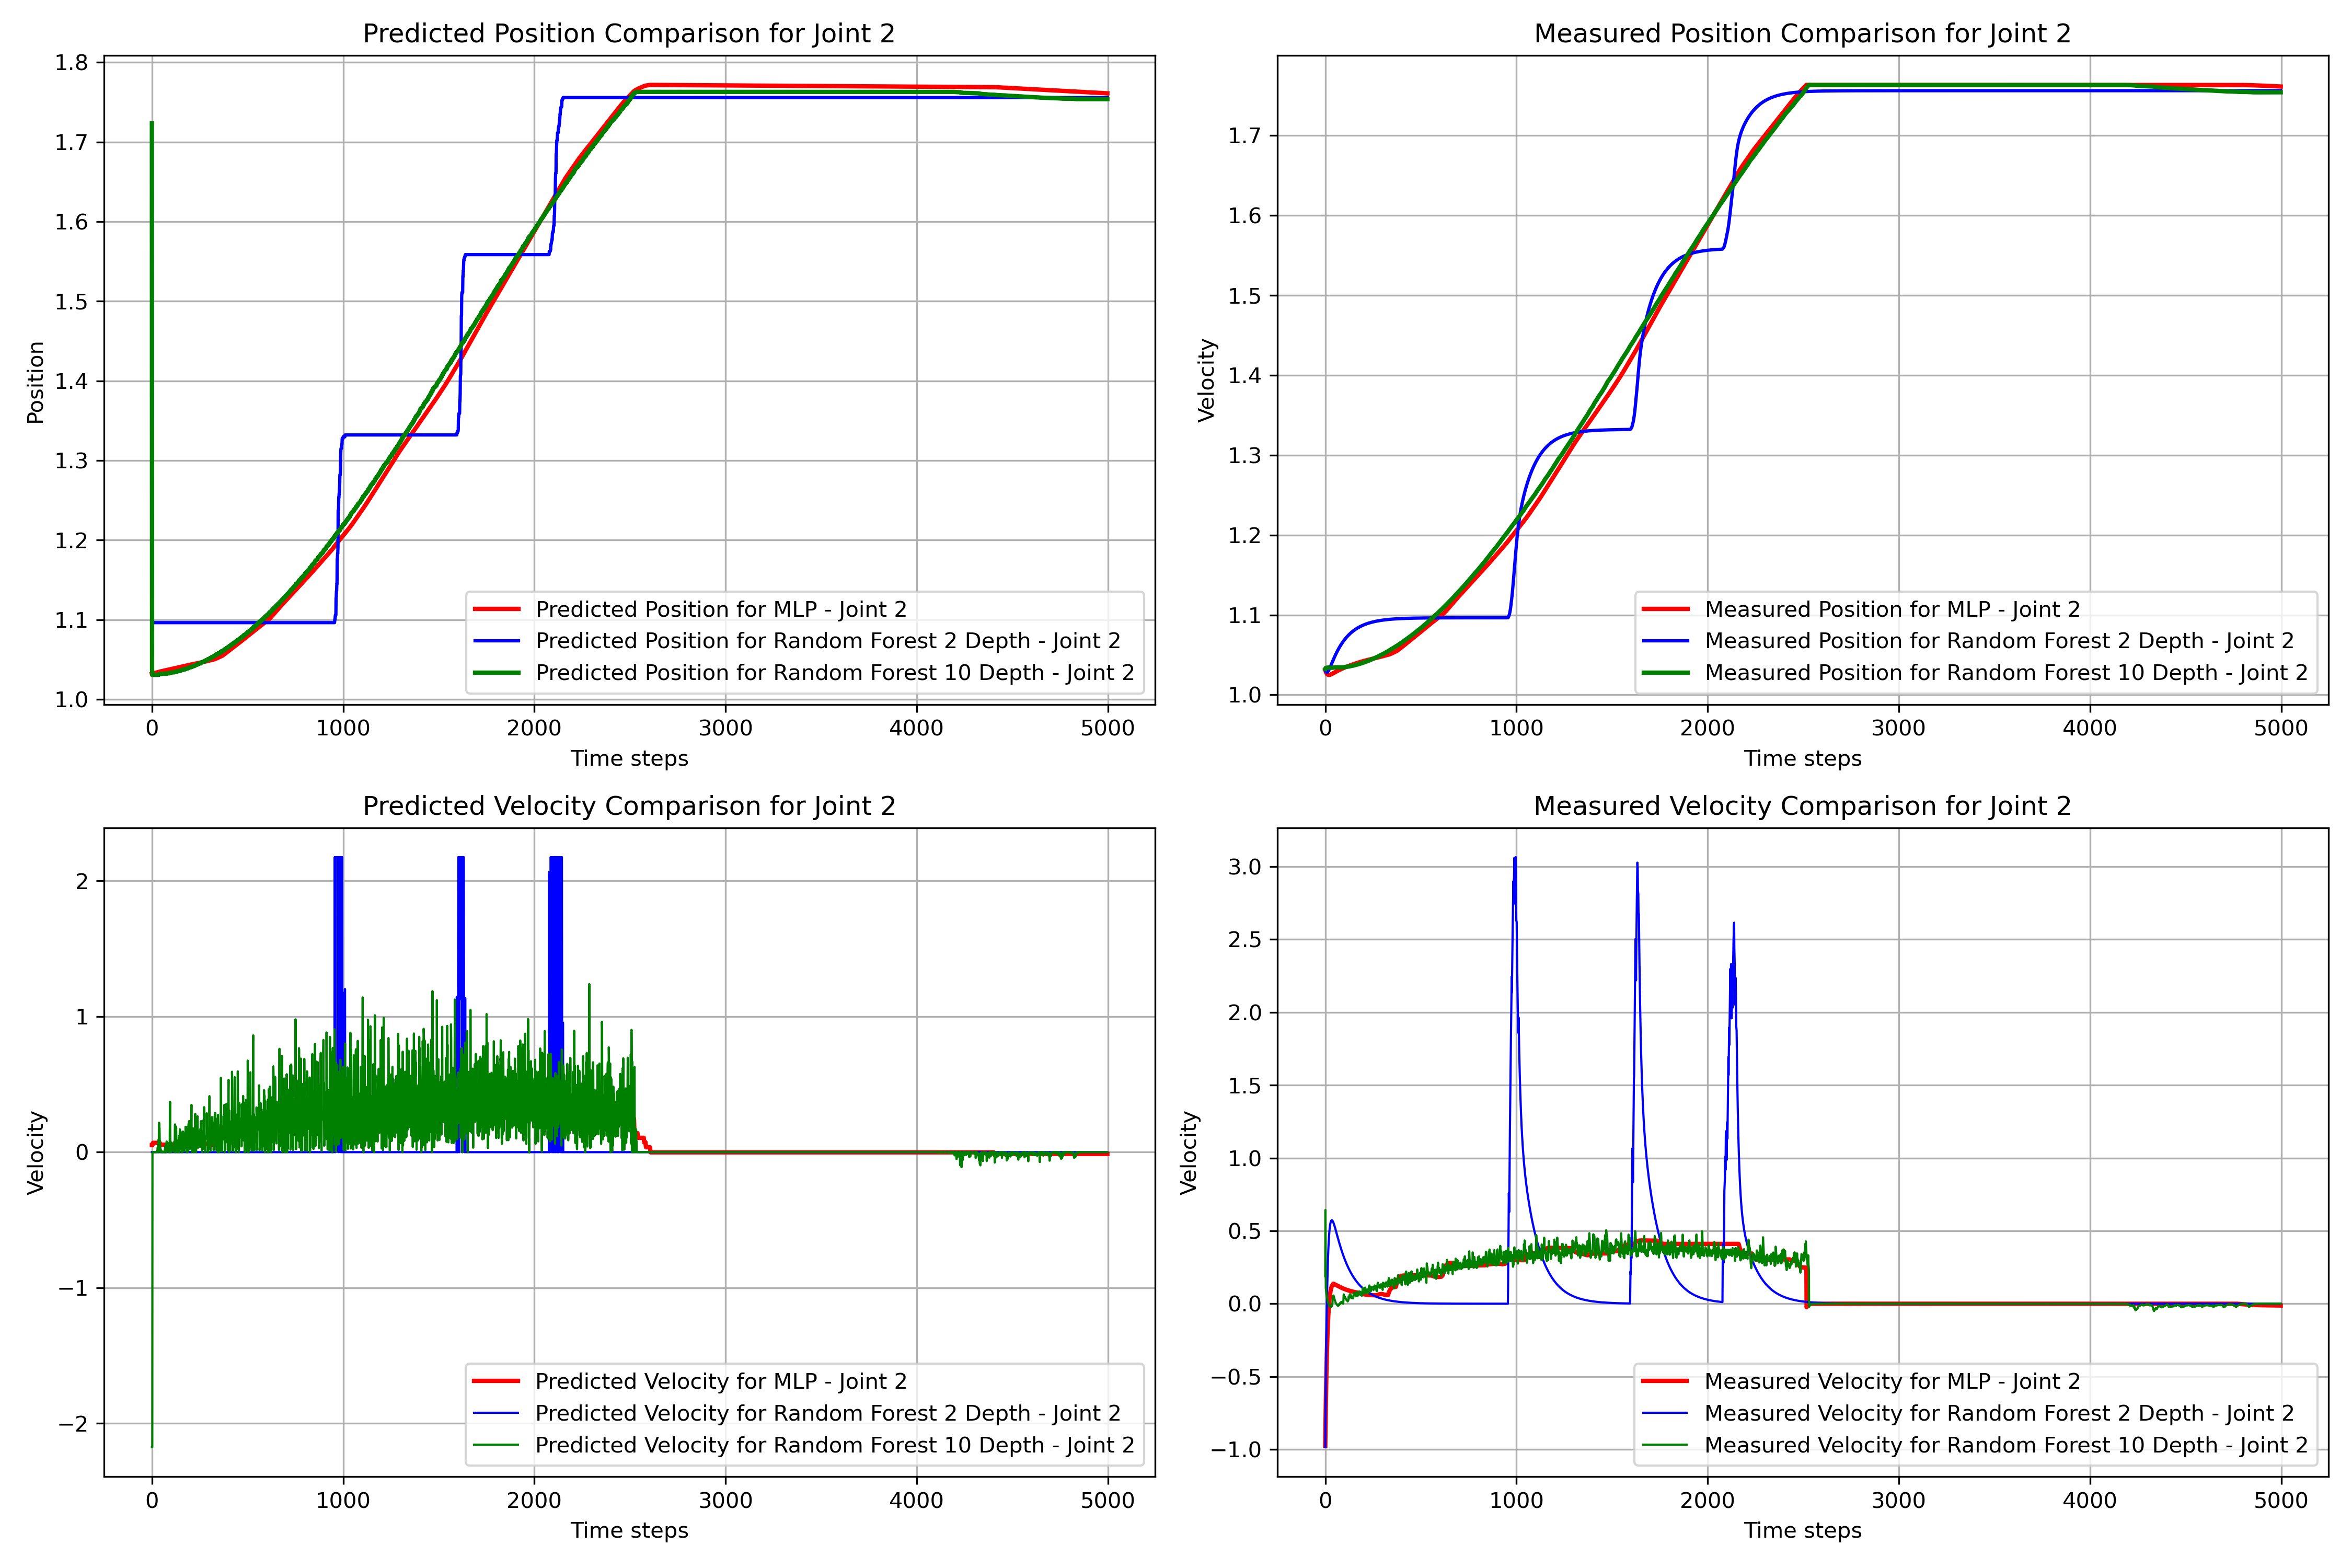 Predicted Position Comparison for Joint 2
1.8
1.7
1.6
1.5
1.4
1.3
1.2
1.1
1.0
Position
Predicted Position for MLP - Joint 2
Predicted Position for Random Forest 2 Depth - Joint 2
Predicted Position for Random Forest 10 Depth - Joint 2
0 1000 2000 3000 4000 5000
Time steps
Measured Position Comparison for Joint 2
1.7
1.6
1.5
1.4
1.3
1.2
1.1
1.0
Velocity
Measured Position for MLP - Joint 2
Measured Position for Random Forest 2 Depth - Joint 2
Measured Position for Random Forest 10 Depth - Joint 2
0 1000 2000 3000 4000 5000
Time steps
Predicted Velocity Comparison for Joint 2
2
1
0
−1
−2
Velocity
Predicted Velocity for MLP - Joint 2
Predicted Velocity for Random Forest 2 Depth - Joint 2
Predicted Velocity for Random Forest 10 Depth - Joint 2
0 1000 2000 3000 4000 5000
Time steps
Measured Velocity Comparison for Joint 2
3.0
2.5
2.0
1.5
1.0
0.5
0.0
−0.5
−1.0
Velocity
Measured Velocity for MLP - Joint 2
Measured Velocity for Random Forest 2 Depth - Joint 2
Measured Velocity for Random Forest 10 Depth - Joint 2
0 1000 2000 3000 4000 5000
Time steps